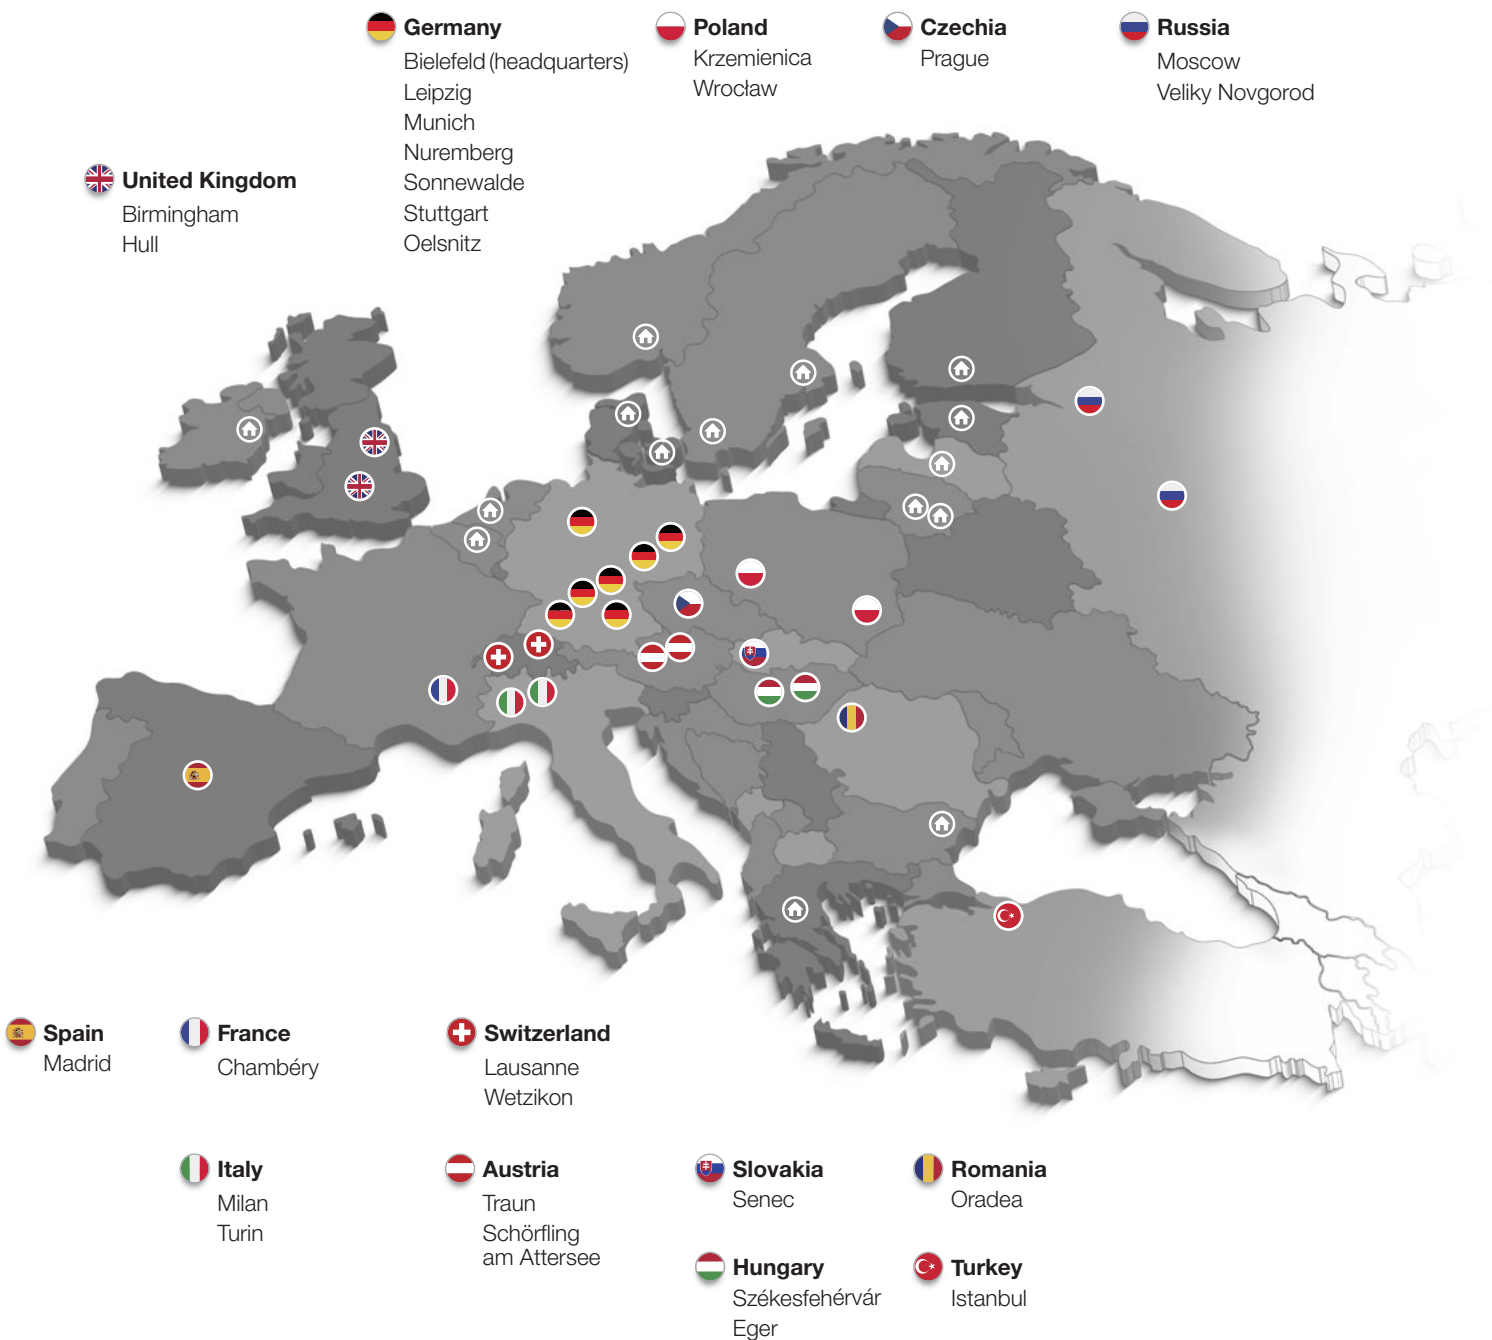 Germany
Bielefeld (headquarters)
Leipzig
Munich
Nuremberg
Sonnewalde
Stuttgart
Oelsnitz
Poland
Krzemienica
Wrocław
Czechia
Prague
Russia
Moscow
Veliky Novgorod
United Kingdom
Birmingham
Hull
Spain
Madrid
France
Chambéry
Switzerland
Lausanne
Wetzikon
Italy
Milan
Turin
Austria
Traun
Schörfling
am Attersee
Slovakia
Senec
Romania
Oradea
Hungary
Székesfehérvár
Eger
Turkey
Istanbul